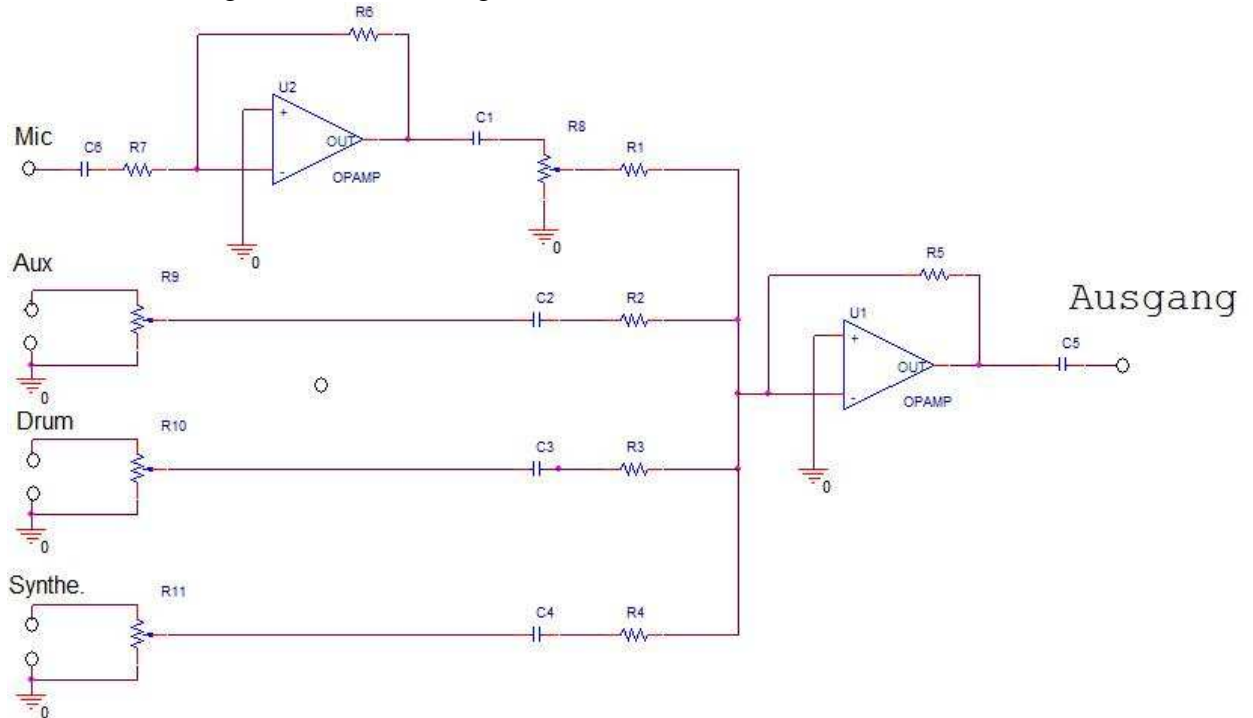 R6
U2
+
OUT
-
OPAMP
Mic
C6
R7
C1
R8
R1
0
0
Aux
R9
C2
R2
0
R5
U1
+
OUT
-
OPAMP
C5
Ausgang
0
Drum
R10
C3
R3
0
Synthe.
R11
C4
R4
0